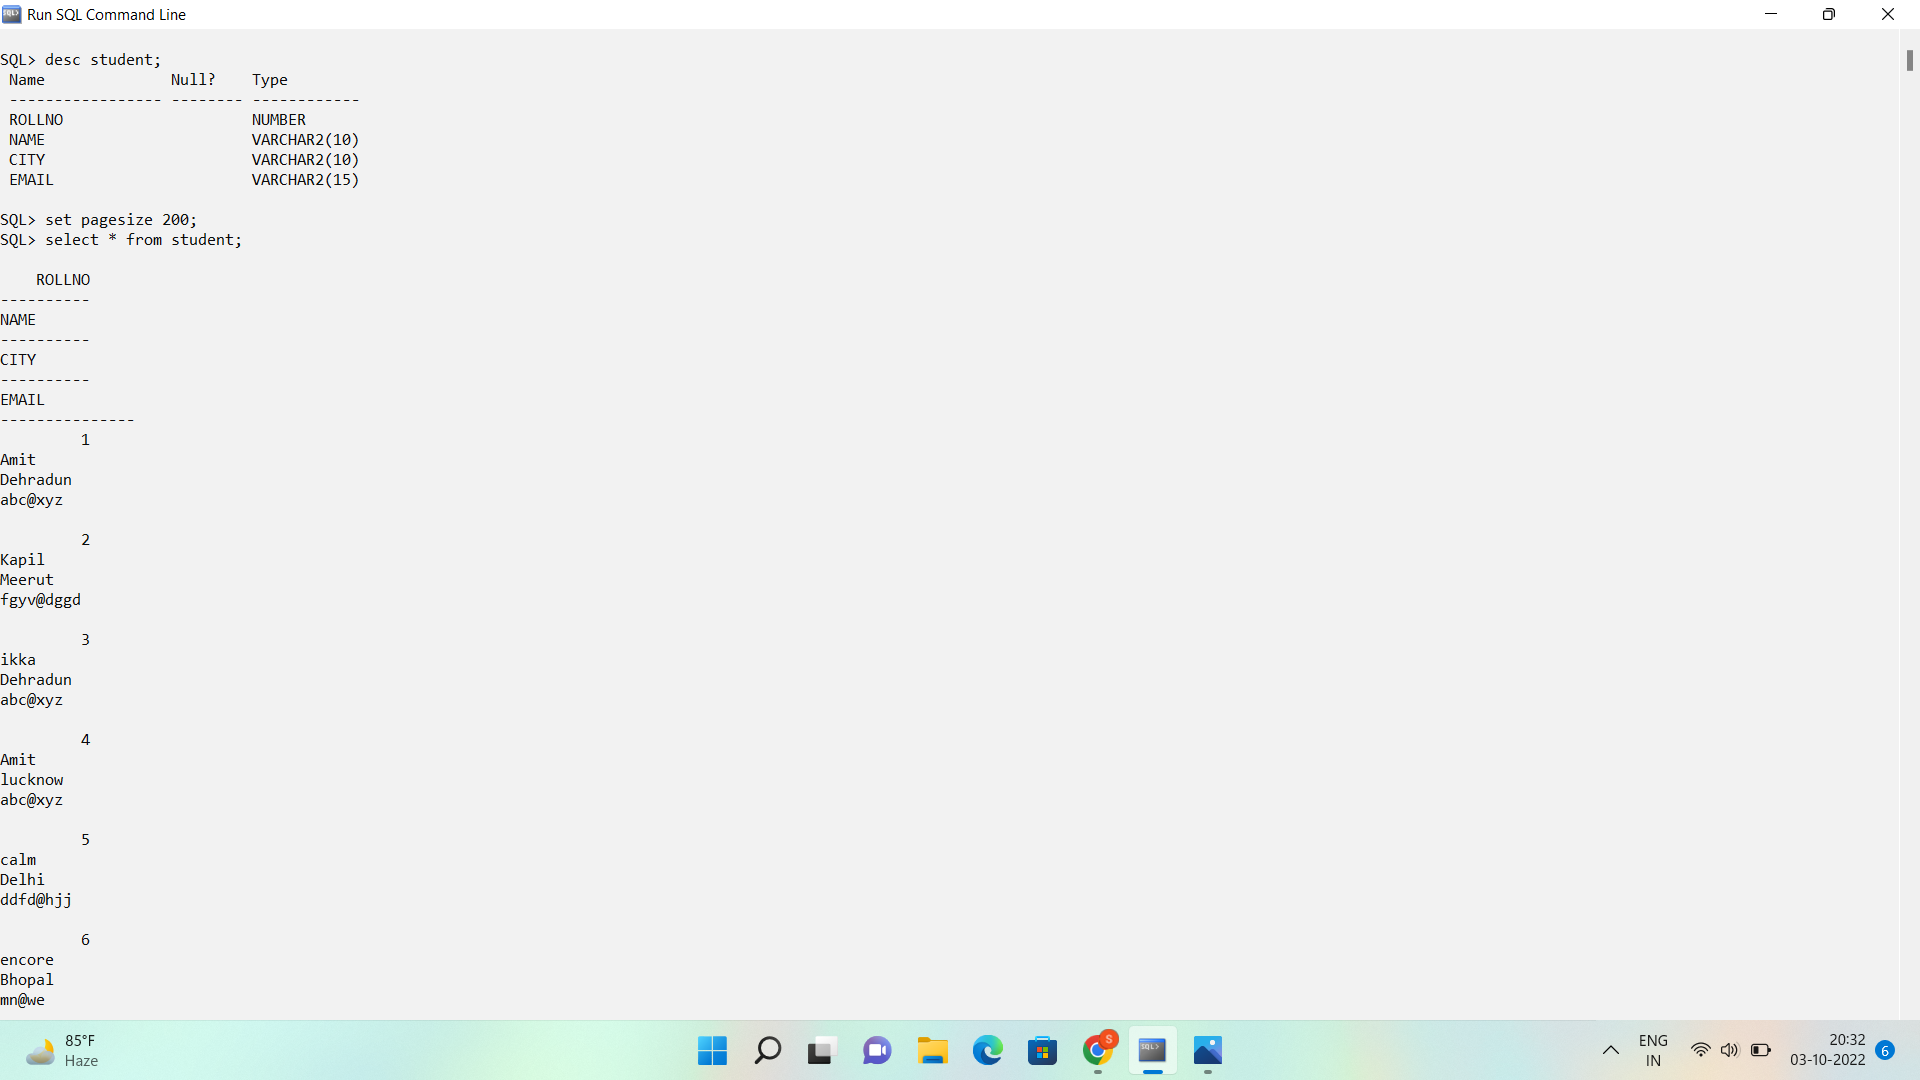 Run SQL Command Line
SQL> desc student;
 Name              Null?    Type
 ----------------- -------- ------------
 ROLLNO                     NUMBER
 NAME                       VARCHAR2(10)
 CITY                       VARCHAR2(10)
 EMAIL                      VARCHAR2(15)
SQL> set pagesize 200;
SQL> select * from student;
    ROLLNO
----------
NAME
----------
CITY
----------
EMAIL
---------------
         1
Amit
Dehradun
abc@xyz
         2
Kapil
Meerut
fgyv@dggd
         3
ikka
Dehradun
abc@xyz
         4
Amit
lucknow
abc@xyz
         5
calm
Delhi
ddfd@hjj
         6
encore
Bhopal
mn@we
85°F
Haze
S
SQL>
ENG
IN
20:32
03-10-2022
6